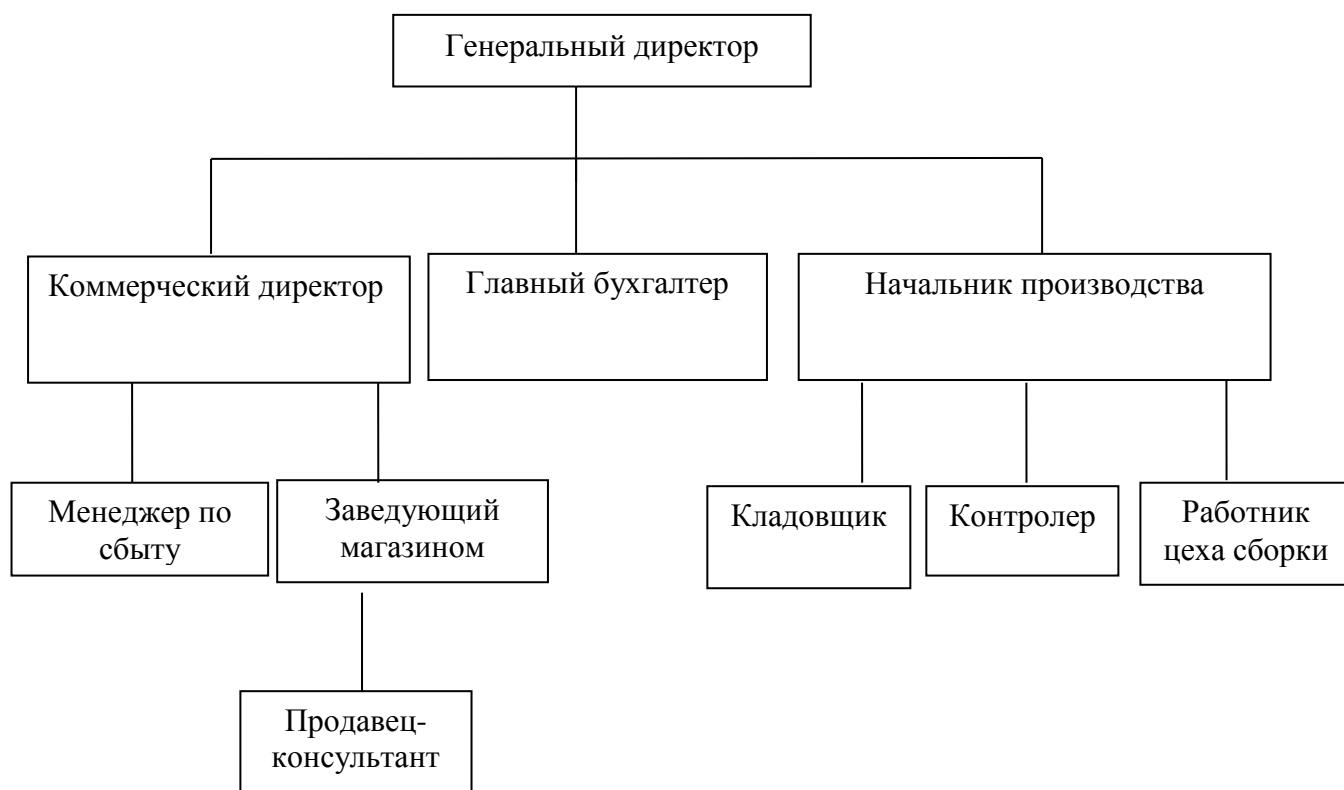 Генеральный директор
Коммерческий директор
Главный бухгалтер
Начальник производства
Менеджер по
сбыту
Заведующий
магазином
Кладовщик
Контролер
Работник
цеха сборки
Продавец-
консультант